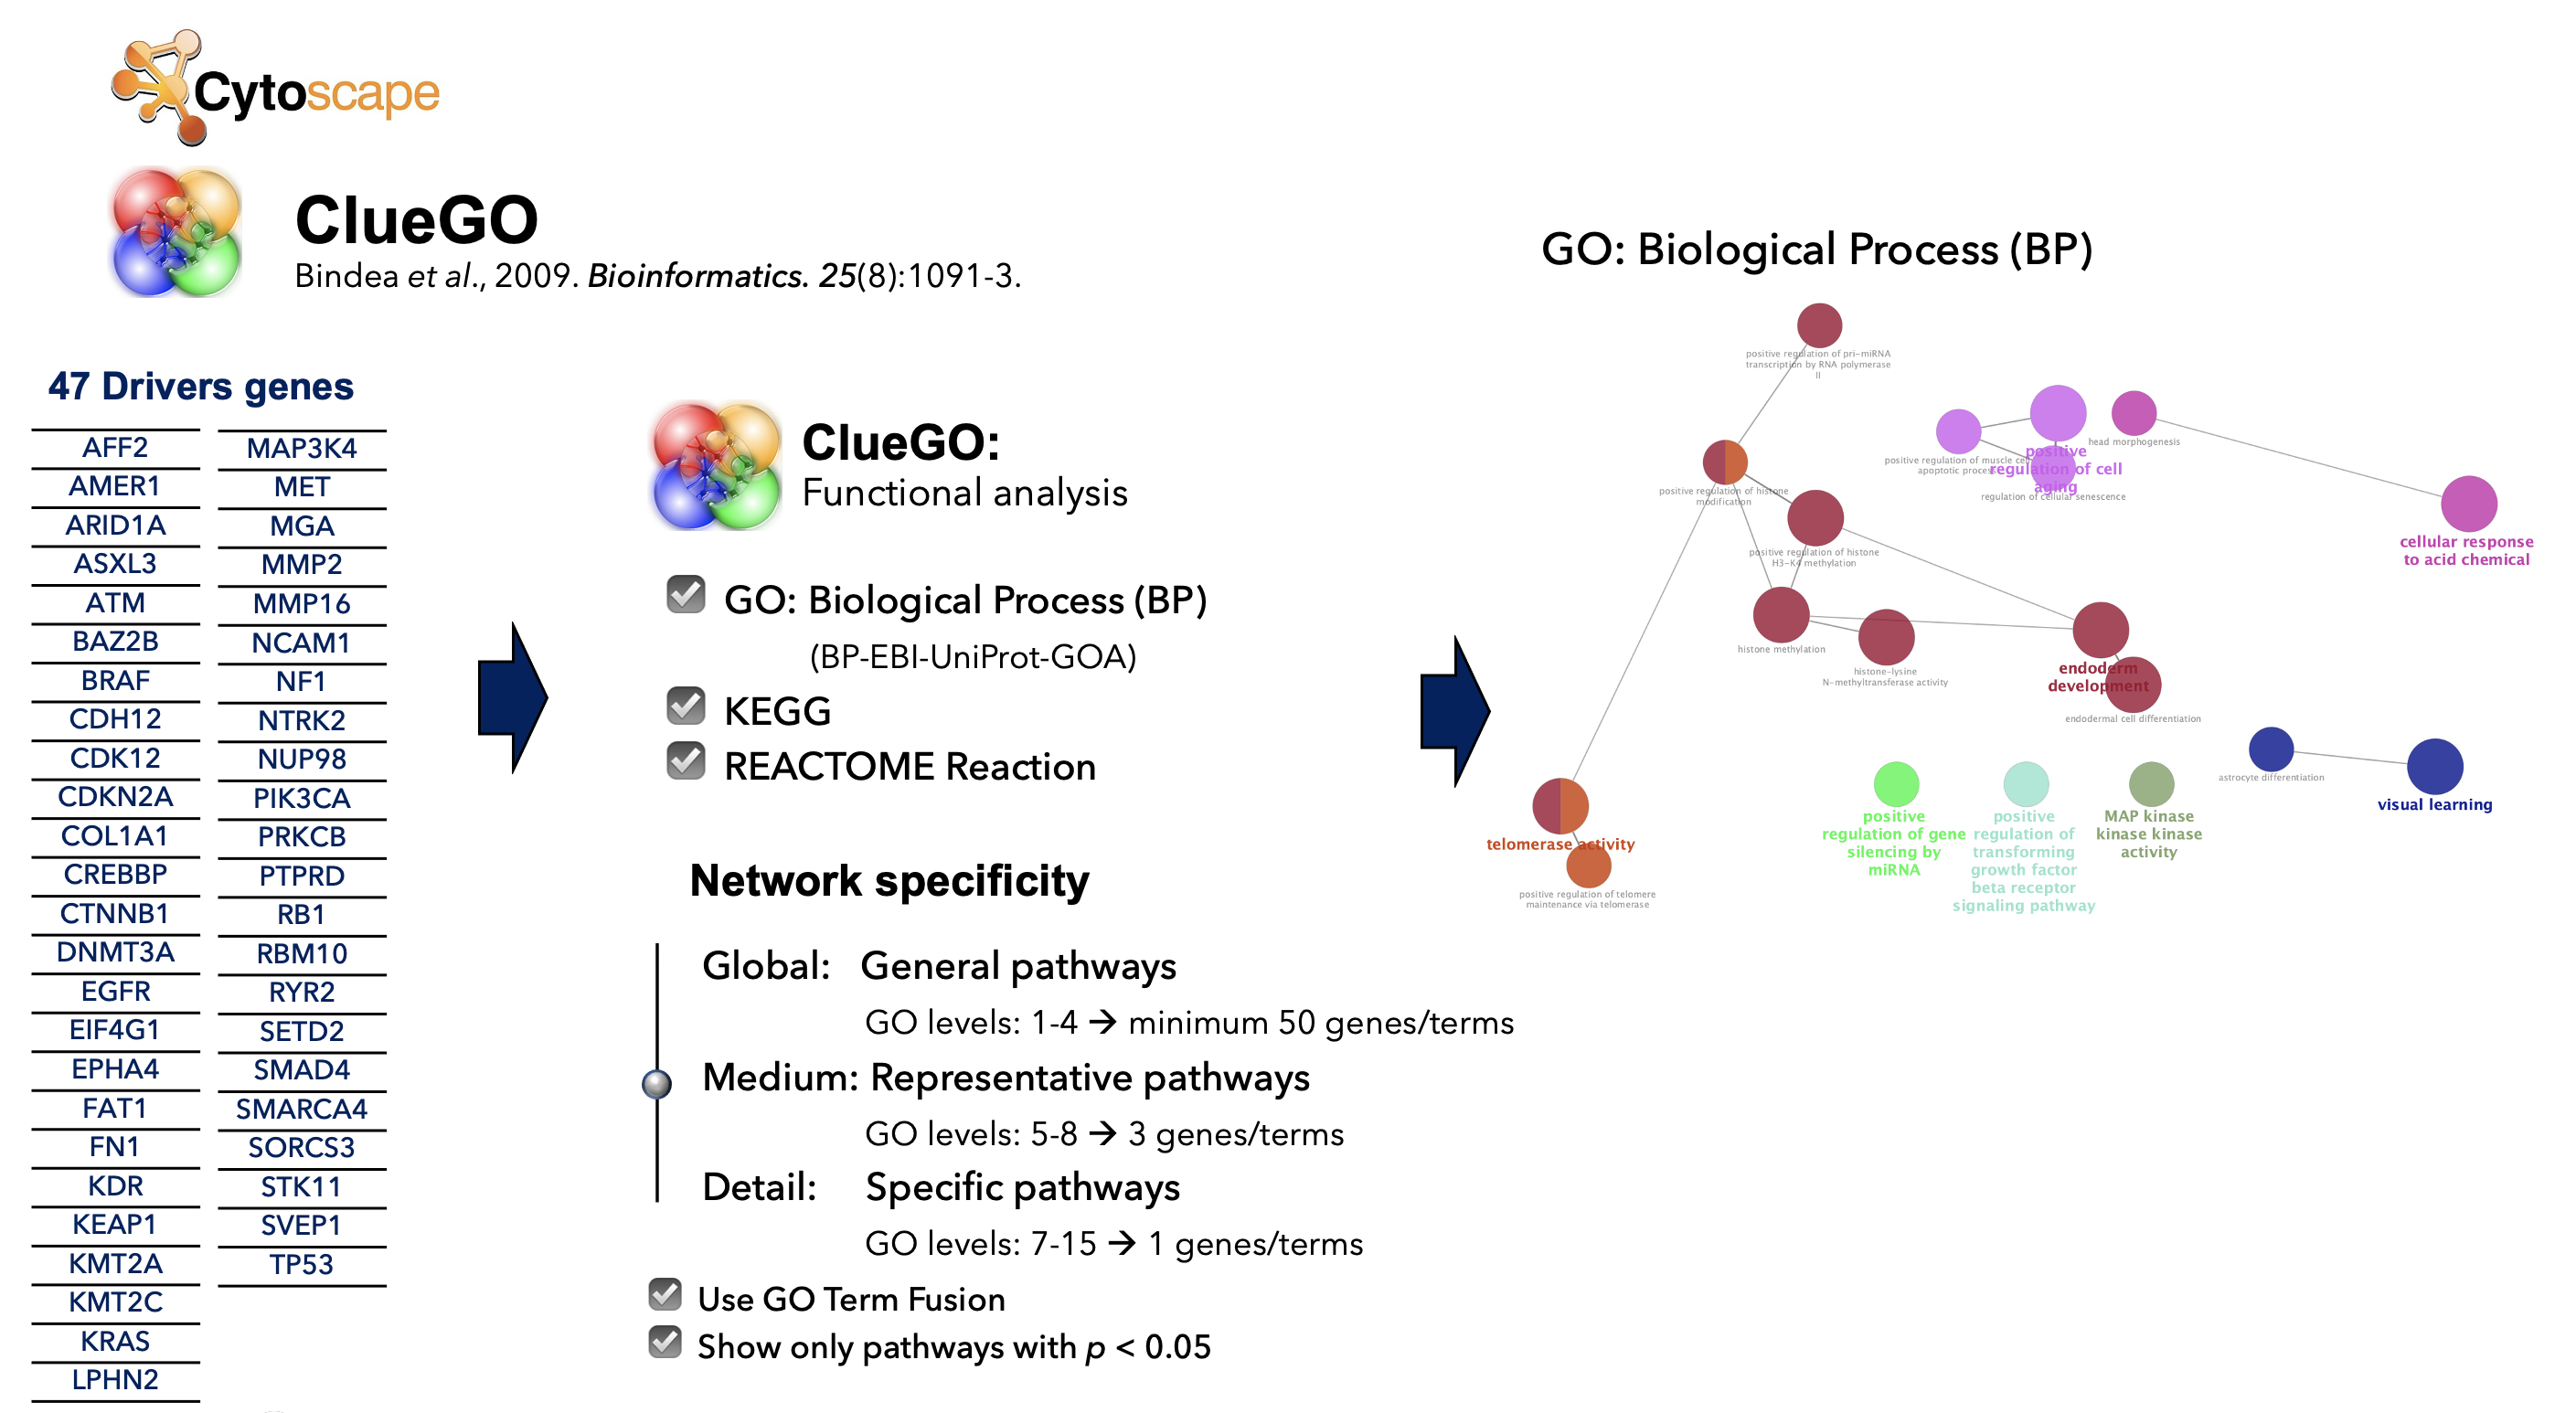 Cytoscape
ClueGO
Bindea et al., 2009. Bioinformatics. 25(8):1091-3.
47 Drivers genes
AFF2
AMER1
ARID1A
ASXL3
ATM
BAZ2B
BRAF
CDH12
CDK12
CDKN2A
COL1A1
CREBBP
CTNNB1
DNMT3A
EGFR
EIF4G1
EPHA4
FAT1
FN1
KDR
KEAP1
KMT2A
KMT2C
KRAS
LPHN2
MAP3K4
MET
MGA
MMP2
MMP16
NCAM1
NF1
NTRK2
NUP98
PIK3CA
PRKCB
PTPRD
RB1
RBM10
RYR2
SETD2
SMAD4
SMARCA4
SORCS3
STK11
SVEP1
TP53
ClueGO:
Functional analysis
GO: Biological Process (BP)
(BP-EBI-UniProt-GOA)
KEGG
REACTOME Reaction
Network specificity
Global: General pathways
GO levels: 1-4 → minimum 50 genes/terms
Medium: Representative pathways
GO levels: 5-8 → 3 genes/terms
Detail: Specific pathways
GO levels: 7-15 → 1 genes/terms
Use GO Term Fusion
Show only pathways with p < 0.05
GO: Biological Process (BP)
positive regulation of pri-miRNA
transcription by RNA polymerase
II
positive regulation of muscle cell
apoptotic process
positive
regulation of cell
aging
regulation of cellular senescence
head morphogenesis
cellular response
to acid chemical
positive regulation of histone
modification
positive regulation of histone
H3-K4 methylation
histone methylation
histone-lysine
N-methyltransferase activity
endoderm
development
endodermal cell differentiation
astrocyte differentiation
visual learning
telomerase activity
positive regulation of telomere
maintenance via telomerase
positive
regulation of gene
silencing by
miRNA
positive
regulation of
transforming
growth factor
beta receptor
signaling pathway
MAP kinase
kinase kinase
activity